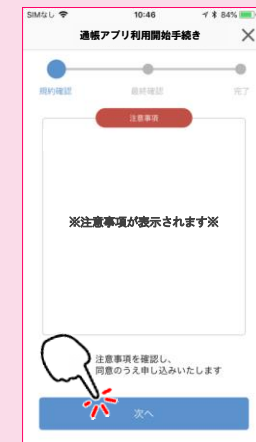 SIMなし 10:46 84%
通帳アプリ利用開始手続き
規約確認 最終確認 完了
注意事項
※注意事項が表示されます※
注意事項を確認し、
同意のうえ申し込みいたします
次へ